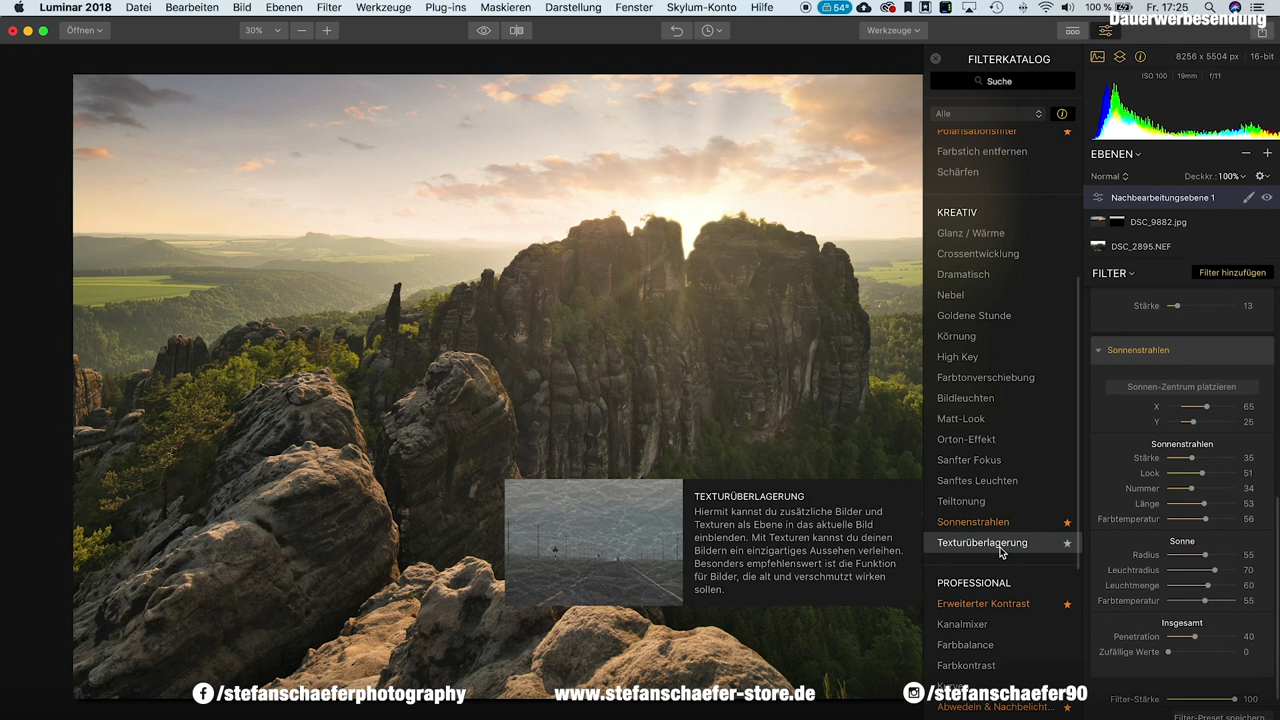 Luminar 2018 Datei Bearbeiten Bild Ebenen Filter Werkzeuge Plug-ins Maskieren Darstellung Fenster Skylum-Konto Hilfe 54° 100 % Fr. 17:25
Dauerwerbesendung
Öffnen 30% Werkzeuge
FILTERKATALOG
Suche
Alle
Polarisationsfilter
Farbstich entfernen
Schärfen
KREATIV
Glanz / Wärme
Crossentwicklung
Dramatisch
Nebel
Goldene Stunde
Körnung
High Key
Farbtonverschiebung
Bildleuchten
Matt-Look
Orton-Effekt
Sanfter Fokus
Sanftes Leuchten
Teiltonung
Sonnenstrahlen
Texturüberlagerung
PROFESSIONAL
Erweiterter Kontrast
Kanalmixer
Farbbalance
Farbkontrast
Abwedeln & Nachbelicht...
TEXTURÜBERLAGERUNG
Hiermit kannst du zusätzliche Bilder und
Texturen als Ebene in das aktuelle Bild
einblenden. Mit Texturen kannst du deinen
Bildern ein einzigartiges Aussehen verleihen.
Besonders empfehlenswert ist die Funktion
für Bilder, die alt und verschmutzt wirken
sollen.
8256 x 5504 px 16-bit
ISO 100 19mm f/11
EBENEN
Normal Deckkr.: 100%
Nachbearbeitungsebene 1
DSC_9882.jpg
DSC_2895.NEF
FILTER Filter hinzufügen
Stärke 13
Sonnenstrahlen
Sonnen-Zentrum platzieren
X 65
Y 25
Sonnenstrahlen
Stärke 35
Look 51
Nummer 34
Länge 53
Farbtemperatur 56
Sonne
Radius 55
Leuchtradius 70
Leuchtmenge 60
Farbtemperatur 55
Insgesamt
Penetration 40
Zufällige Werte 0
Filter-Stärke 100
Filter-Preset speichern
/stefanschaeferphotography www.stefanschaefer-store.de /stefanschaefer90